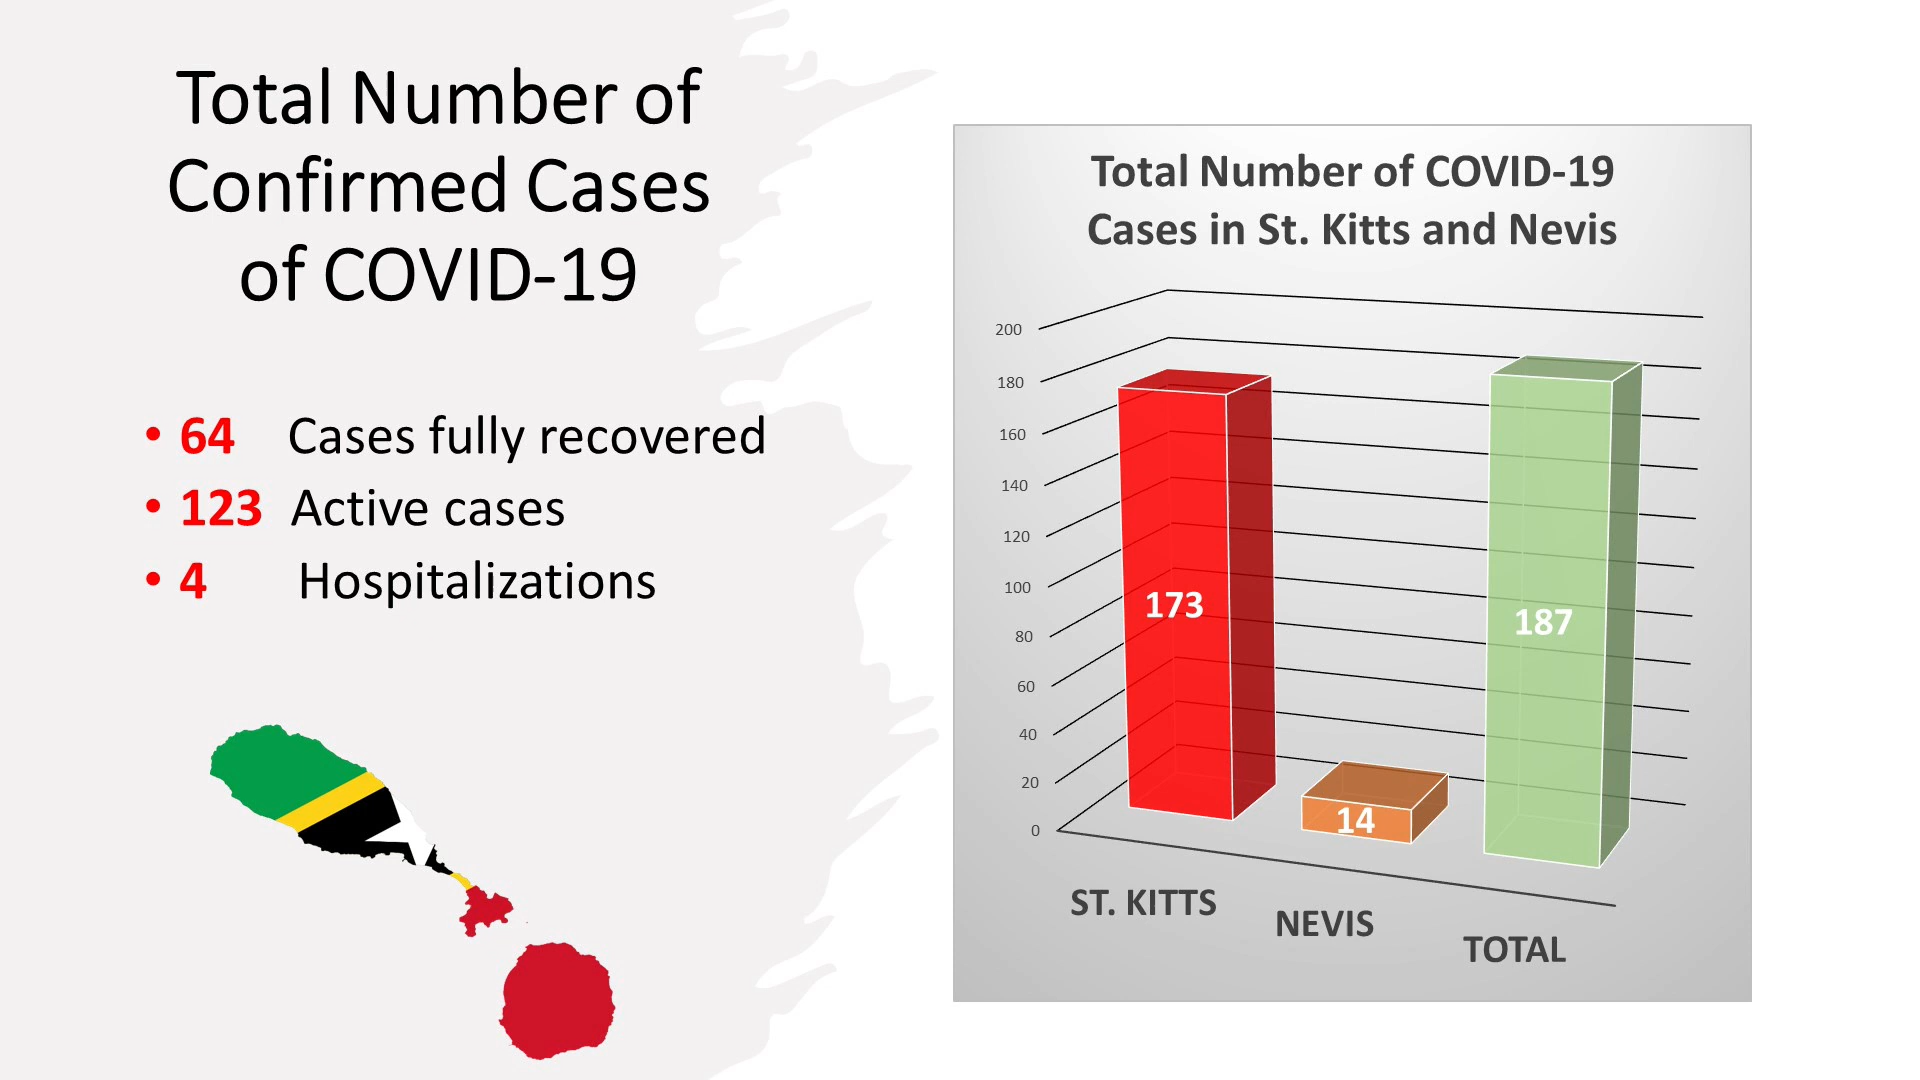 Total Number of
Confirmed Cases
of COVID-19
• 64 Cases fully recovered
• 123 Active cases
• 4 Hospitalizations
Total Number of COVID-19
Cases in St. Kitts and Nevis
200
180
160
140
120
100
80
60
40
20
0
173
14
187
ST. KITTS
NEVIS
TOTAL